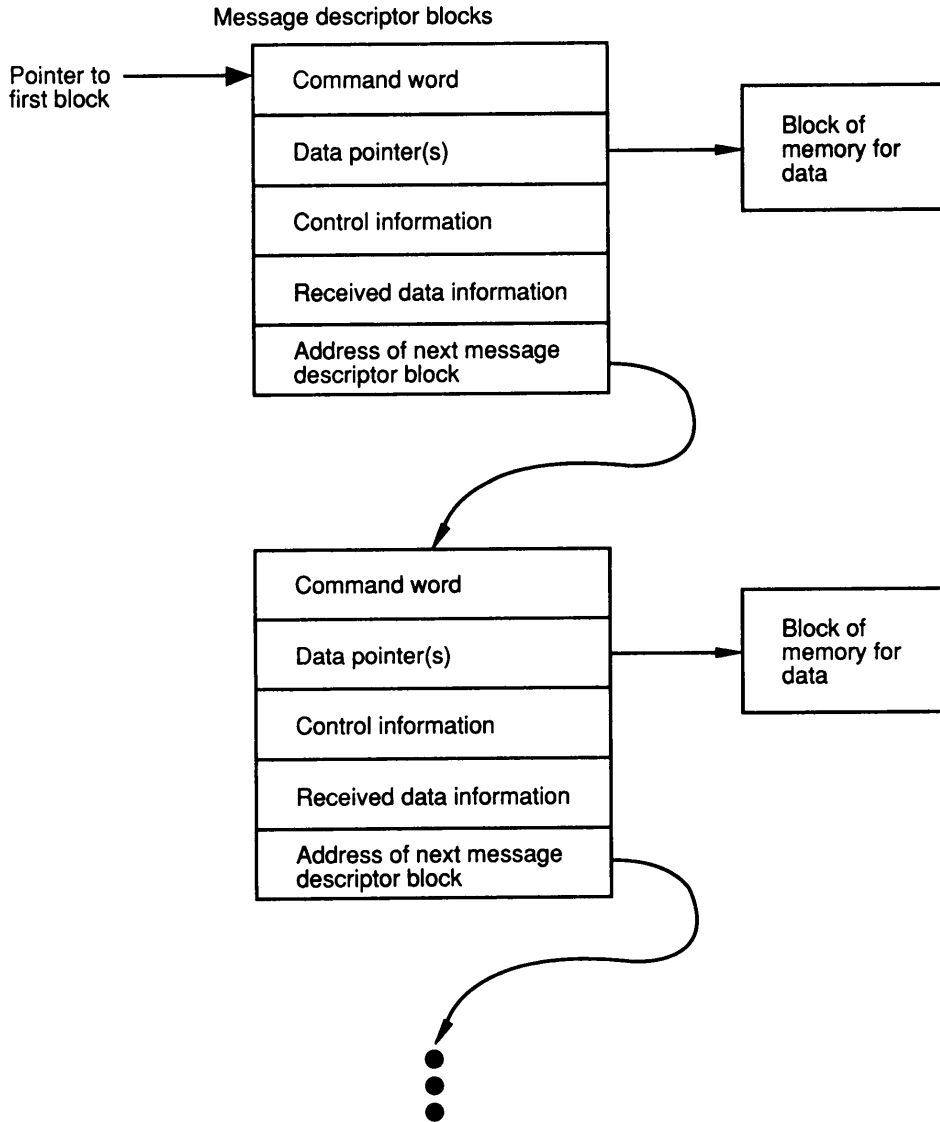 Message descriptor blocks
Pointer to
first block
Command word
Data pointer(s)
Control information
Received data information
Address of next message
descriptor block
Block of
memory for
data
Command word
Data pointer(s)
Control information
Received data information
Address of next message
descriptor block
Block of
memory for
data